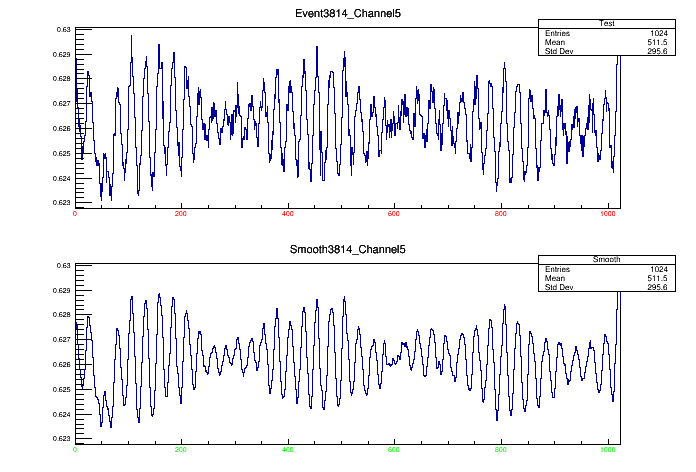 Event3814_Channel5
Test
Entries 1024
Mean 511.5
Std Dev 295.6
0.63
0.629
0.628
0.627
0.626
0.625
0.624
0.623
0 200 400 600 800 1000
Smooth3814_Channel5
Smooth
Entries 1024
Mean 511.5
Std Dev 295.6
0.63
0.629
0.628
0.627
0.626
0.625
0.624
0.623
0 200 400 600 800 1000